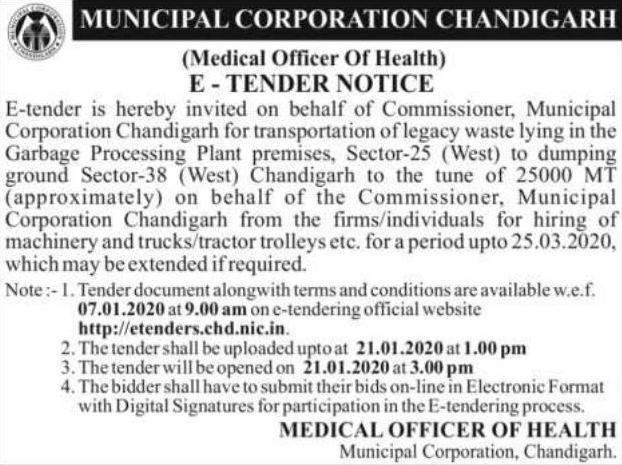 MUNICIPAL CORPORATION CHANDIGARH
(Medical Officer Of Health)
E - TENDER NOTICE
E-tender is hereby invited on behalf of Commissioner, Municipal
Corporation Chandigarh for transportation of legacy waste lying in the
Garbage Processing Plant premises, Sector-25 (West) to dumping
ground Sector-38 (West) Chandigarh to the tune of 25000 MT
(approximately) on behalf of the Commissioner, Municipal
Corporation Chandigarh from the firms/individuals for hiring of
machinery and trucks/tractor trolleys etc. for a period upto 25.03.2020,
which may be extended if required.
Note :- 1. Tender document alongwith terms and conditions are available w.e.f.
07.01.2020 at 9.00 am on e-tendering official website
http://etenders.chd.nic.in.
2. The tender shall be uploaded upto at 21.01.2020 at 1.00 pm
3. The tender will be opened on 21.01.2020 at 3.00 pm
4. The bidder shall have to submit their bids on-line in Electronic Format
with Digital Signatures for participation in the E-tendering process.
MEDICAL OFFICER OF HEALTH
Municipal Corporation, Chandigarh.